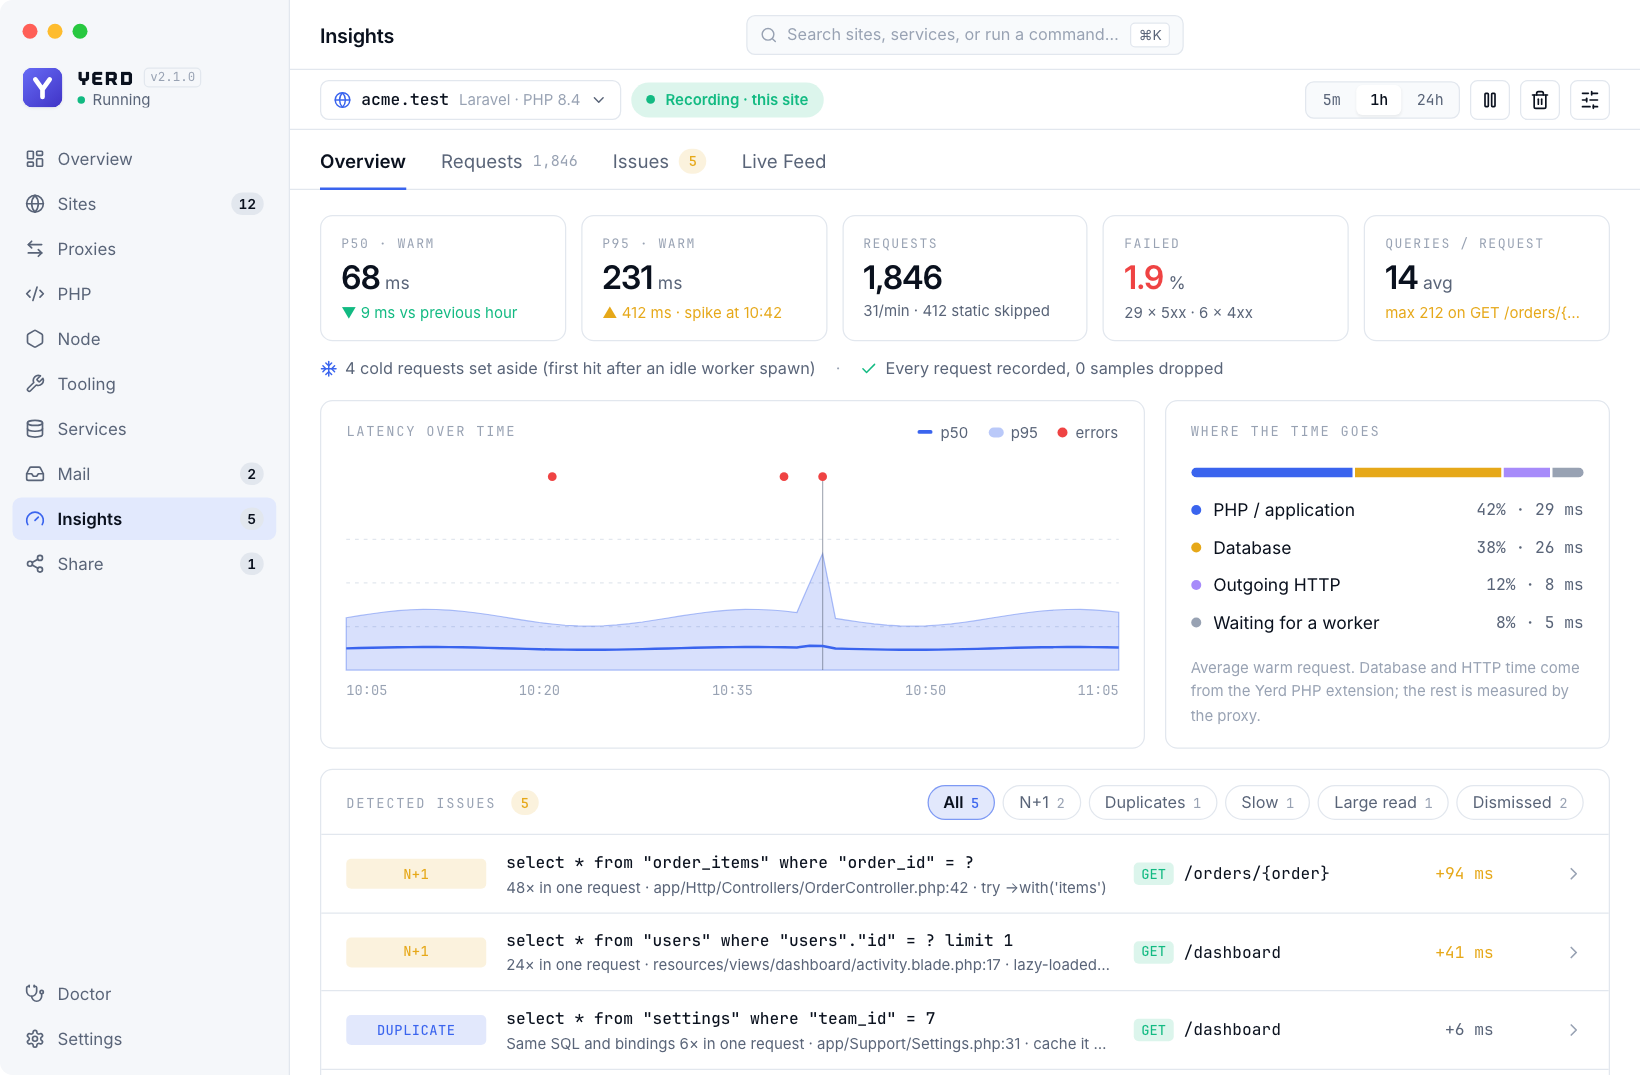 YERD v2.1.0
Running
Overview
Sites 12
Proxies
PHP
Node
Tooling
Services
Mail 2
Insights 5
Share 1
Doctor
Settings
Insights
Search sites, services, or run a command... ⌘K
acme.test Laravel · PHP 8.4
Recording · this site
5m 1h 24h
Overview Requests 1,846 Issues 5 Live Feed
P50 · WARM
68 ms
▼ 9 ms vs previous hour
P95 · WARM
231 ms
▲ 412 ms · spike at 10:42
REQUESTS
1,846
31/min · 412 static skipped
FAILED
1.9 %
29 × 5xx · 6 × 4xx
QUERIES / REQUEST
14 avg
max 212 on GET /orders/{...
4 cold requests set aside (first hit after an idle worker spawn) · Every request recorded, 0 samples dropped
LATENCY OVER TIME
p50 p95 errors
10:05 10:20 10:35 10:50 11:05
WHERE THE TIME GOES
PHP / application 42% · 29 ms
Database 38% · 26 ms
Outgoing HTTP 12% · 8 ms
Waiting for a worker 8% · 5 ms
Average warm request. Database and HTTP time come
from the Yerd PHP extension; the rest is measured by
the proxy.
DETECTED ISSUES 5
All 5 N+1 2 Duplicates 1 Slow 1 Large read 1 Dismissed 2
N+1
select * from "order_items" where "order_id" = ?
48× in one request · app/Http/Controllers/OrderController.php:42 · try →with('items')
GET /orders/{order} +94 ms
N+1
select * from "users" where "users"."id" = ? limit 1
24× in one request · resources/views/dashboard/activity.blade.php:17 · lazy-loaded...
GET /dashboard +41 ms
DUPLICATE
select * from "settings" where "team_id" = 7
Same SQL and bindings 6× in one request · app/Support/Settings.php:31 · cache it ...
GET /dashboard +6 ms